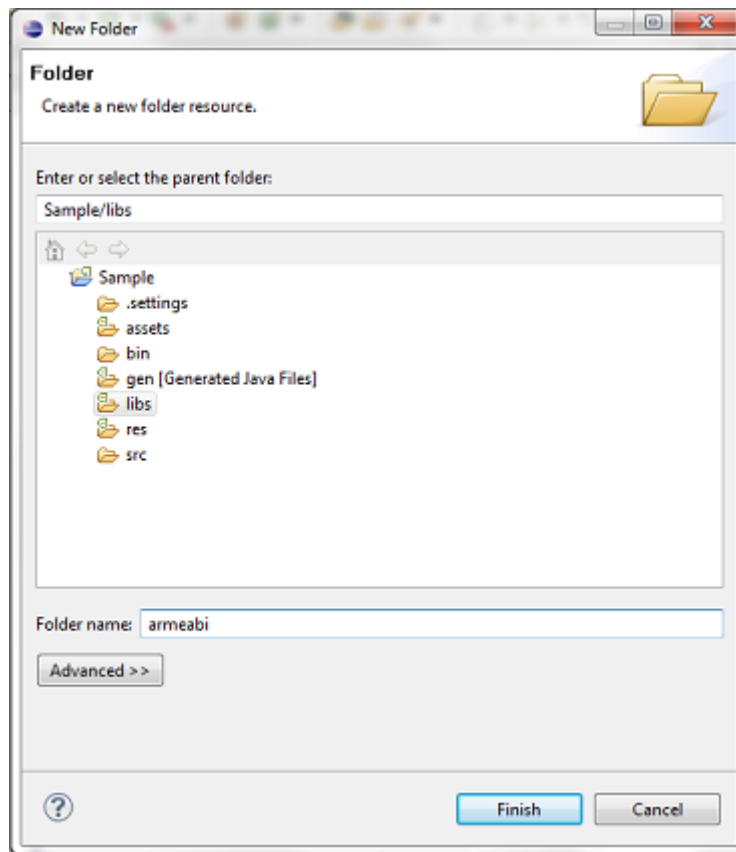 New Folder
Folder
Create a new folder resource.
Enter or select the parent folder:
Sample/libs
Sample
.settings
assets
bin
gen [Generated Java Files]
libs
res
src
Folder name: armeabi
Advanced >>
? Finish Cancel